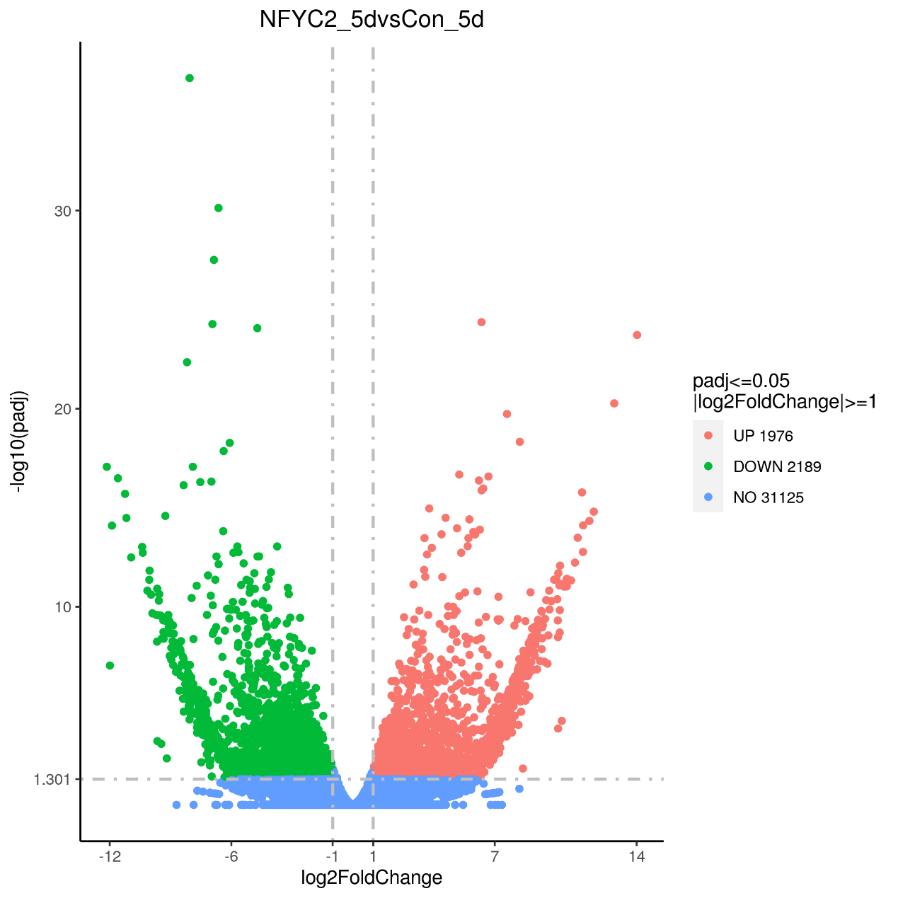 NFYC2_5dvsCon_5d
-log10(padj)
30
20
10
1.301
-12
-6
-1
1
7
14
log2FoldChange
padj<=0.05
|log2FoldChange|>=1
UP 1976
DOWN 2189
NO 31125